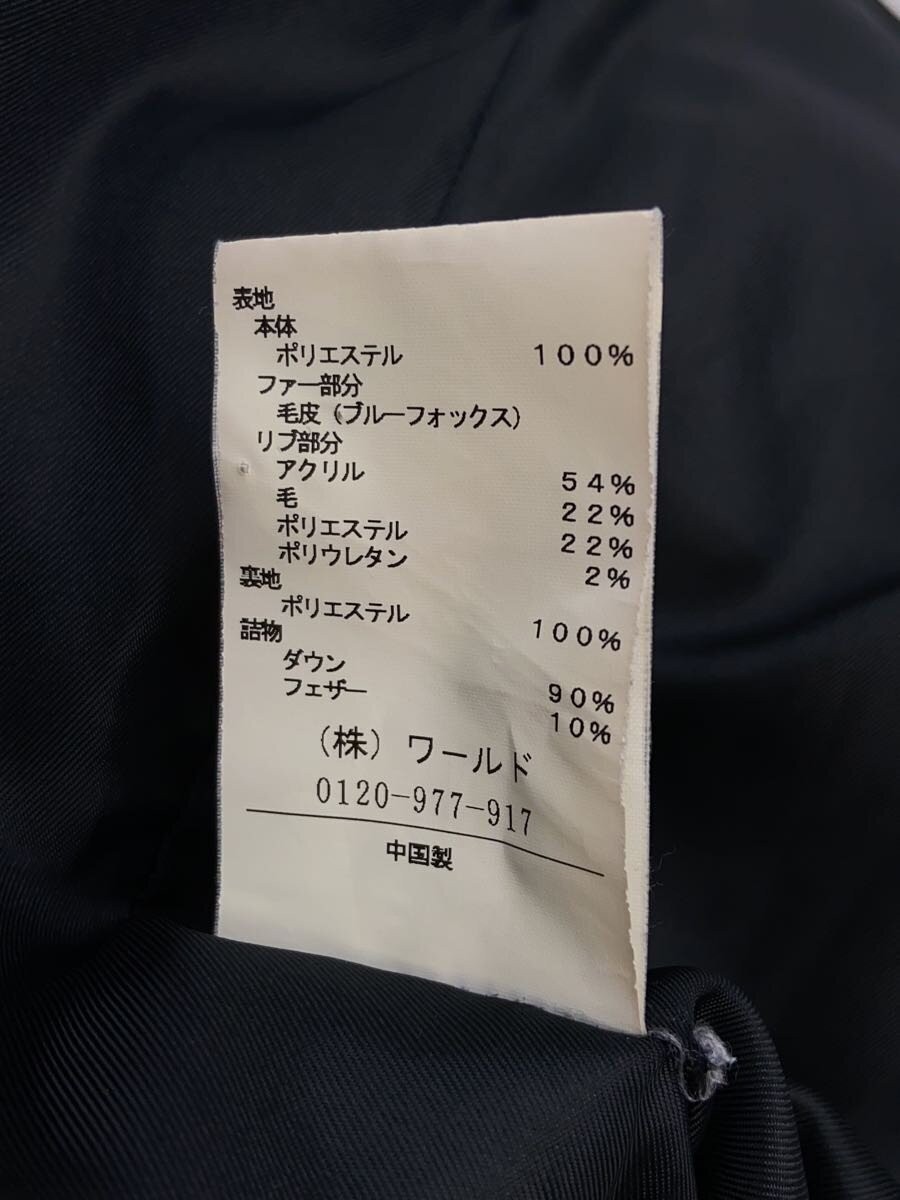 表地
本体
ポリエステル 100%
ファー部分
毛皮（ブルーフォックス）
リブ部分
アクリル 54%
毛 22%
ポリエステル 22%
ポリウレタン 2%
裏地
ポリエステル 100%
詰物
ダウン 90%
フェザー 10%
（株）ワールド
0120-977-917
中国製